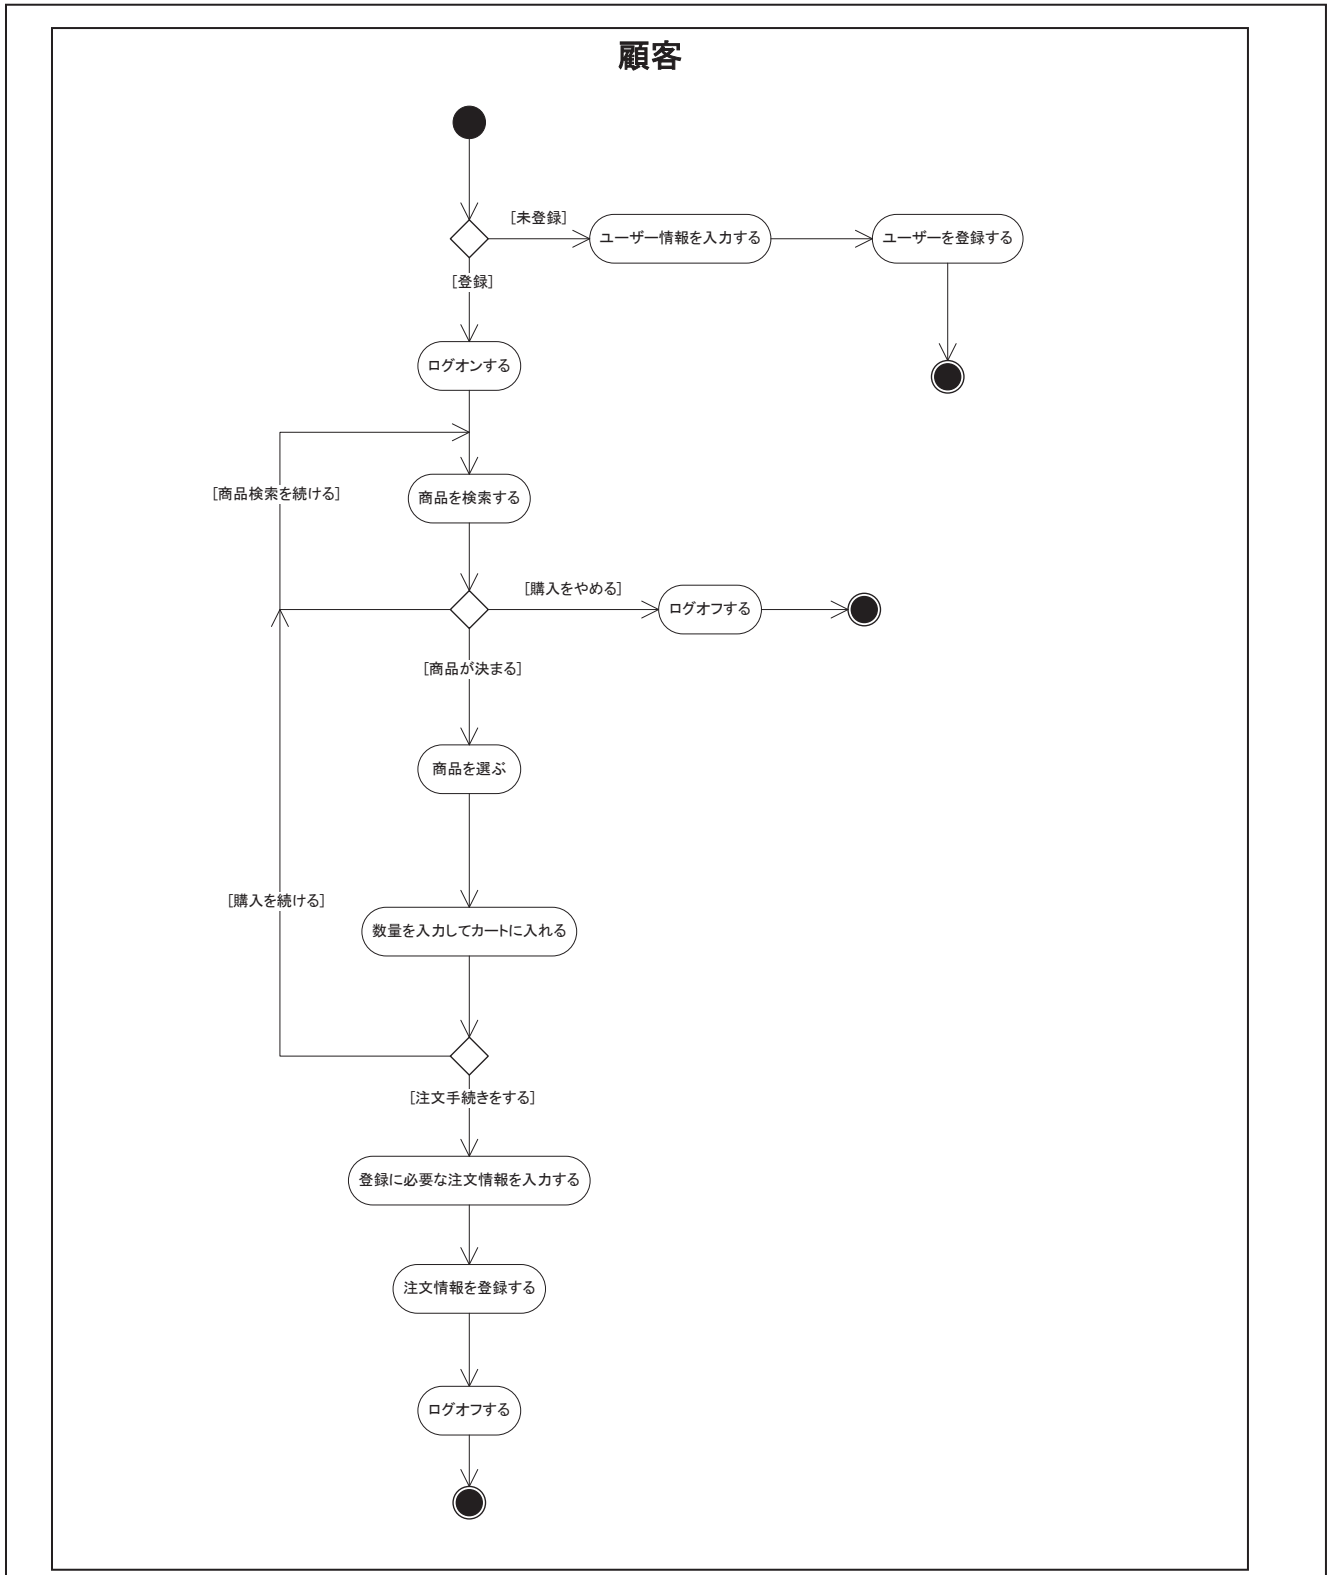 顧客
[未登録]
ユーザー情報を入力する
ユーザーを登録する
[登録]
ログオンする
[商品検索を続ける]
商品を検索する
[購入をやめる]
ログオフする
[商品が決まる]
商品を選ぶ
[購入を続ける]
数量を入力してカートに入れる
[注文手続きをする]
登録に必要な注文情報を入力する
注文情報を登録する
ログオフする